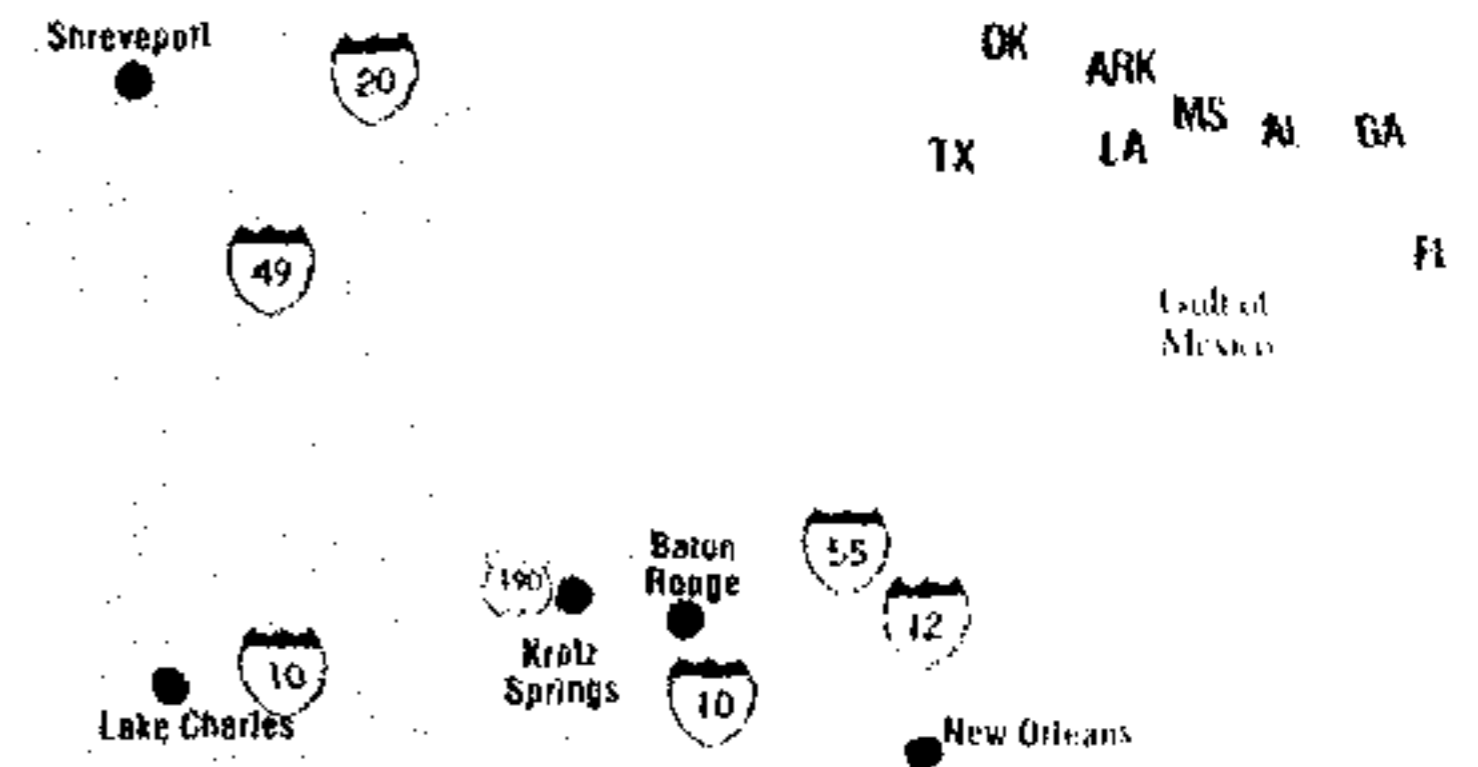 Shreveport
20
OK
ARK
MS
AL
GA
TX
LA
49
FL
Gulf of
Mexico
55
Baton
Rouge
190
12
Krotz
Springs
10
10
Lake Charles
New Orleans